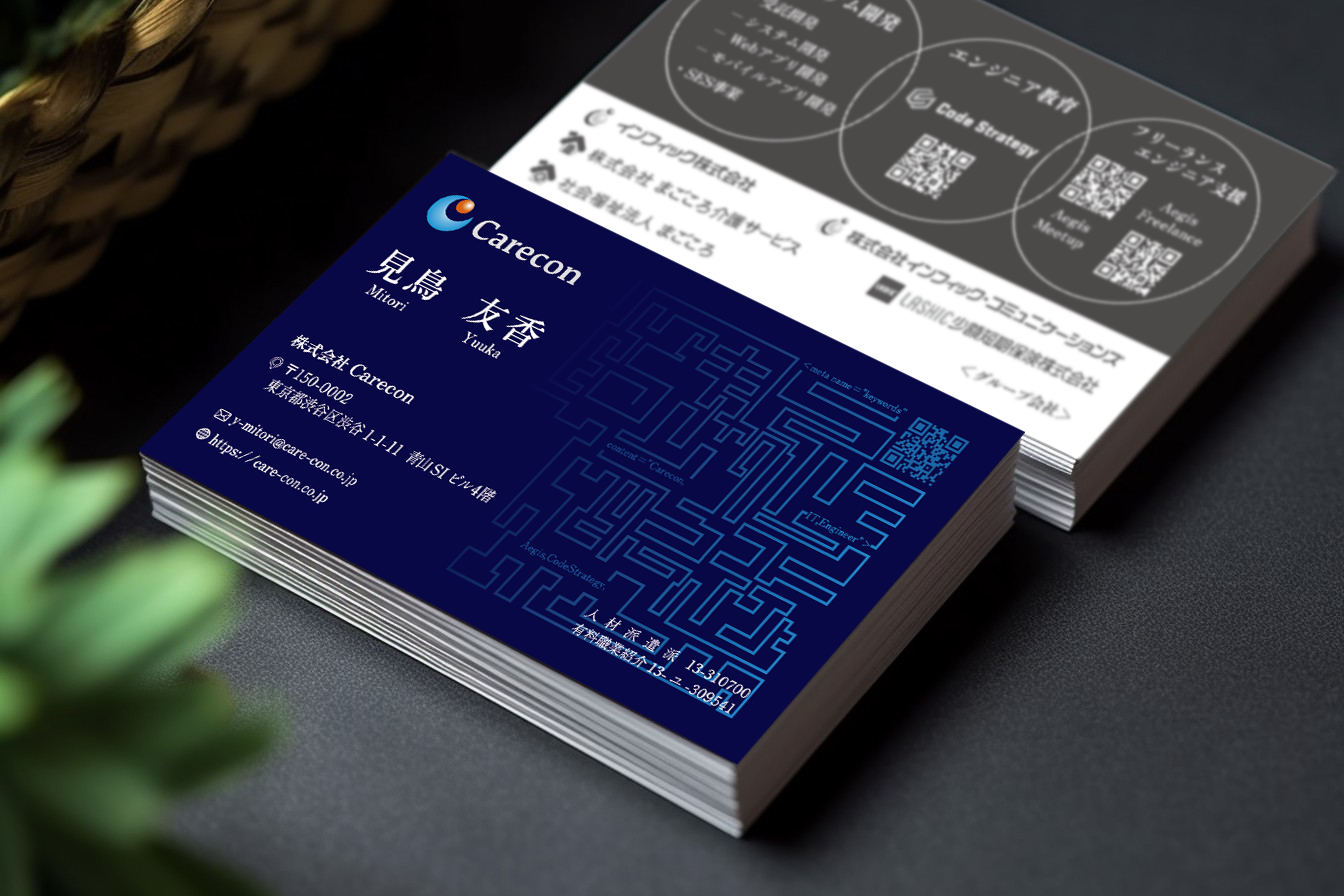 Carecon
見鳥 友香
Mitori Yuuka
株式会社 Carecon
〒150-0002
東京都渋谷区渋谷 1-1-11 青山SIビル4階
y-mitori@care-con.co.jp
https://care-con.co.jp
<meta name="keywords"
content="Carecon,
IT,Engineer">
Aegis,CodeStrategy,
人材派遣 派 13-310700
有料職業紹介 13-ユ-309541
ム開発
受託開発
– システム開発
– Webアプリ開発
– モバイルアプリ開発
・SES事業
エンジニア教育
Code Strategy
フリーランス
エンジニア支援
Aegis
Freelance
Aegis
Meetup
インフィック株式会社
株式会社 まごころ介護サービス
社会福祉法人 まごころ
株式会社インフィック・コミュニケーションズ
LASHIC少額短期保険株式会社
<グループ会社>